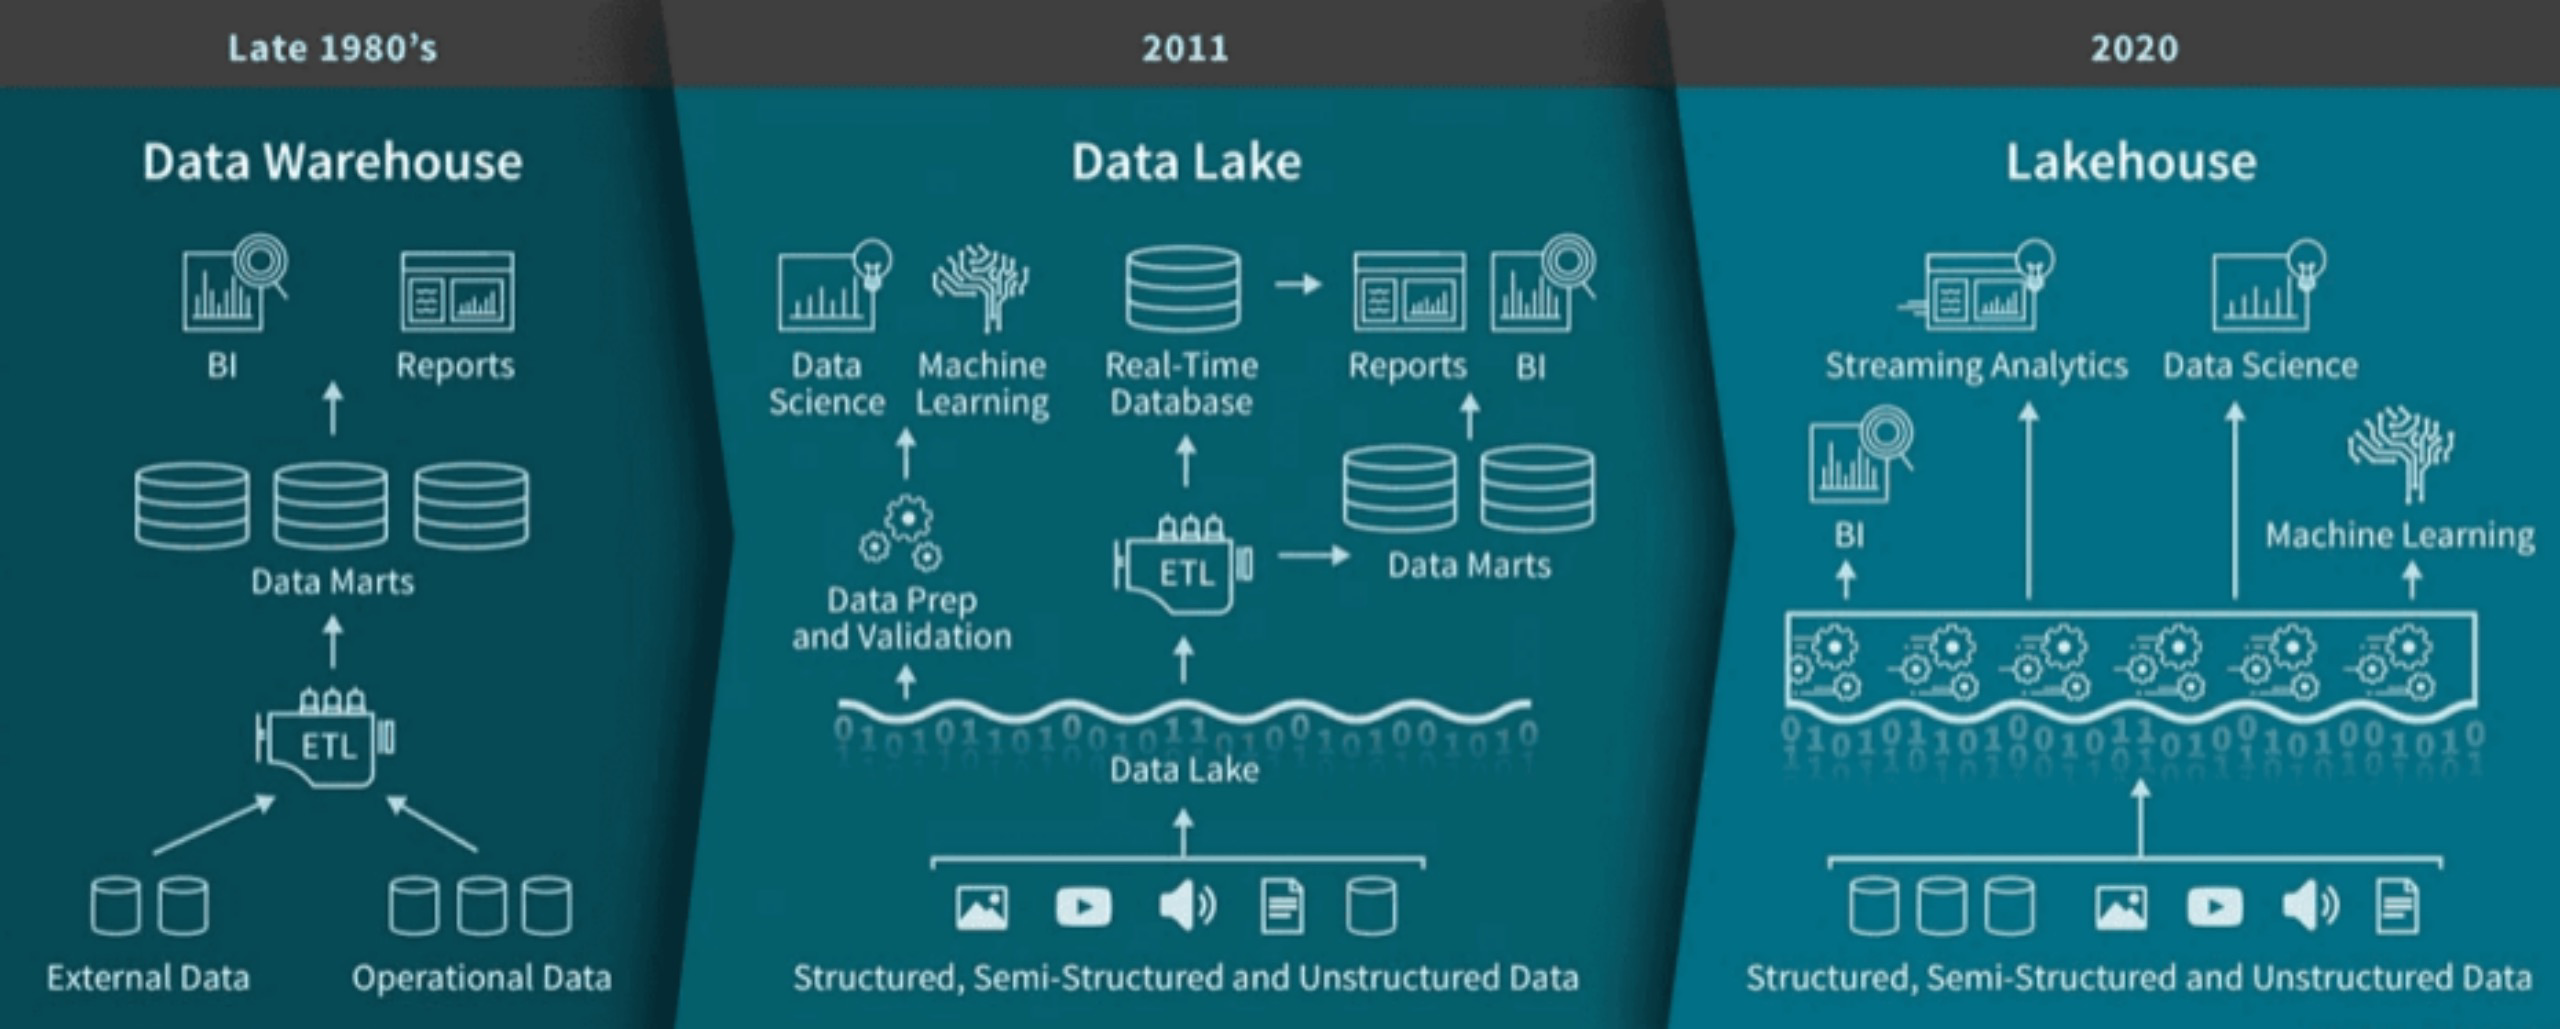 Late 1980’s
Data Warehouse
BI
Reports
Data Marts
ETL
External Data
Operational Data
2011
Data Lake
Data
Science
Machine
Learning
Real-Time
Database
Reports
BI
Data Prep
and Validation
ETL
Data Marts
0101011010001011010010100101 0
Data Lake
Structured, Semi-Structured and Unstructured Data
2020
Lakehouse
Streaming Analytics
Data Science
BI
Machine Learning
Structured, Semi-Structured and Unstructured Data